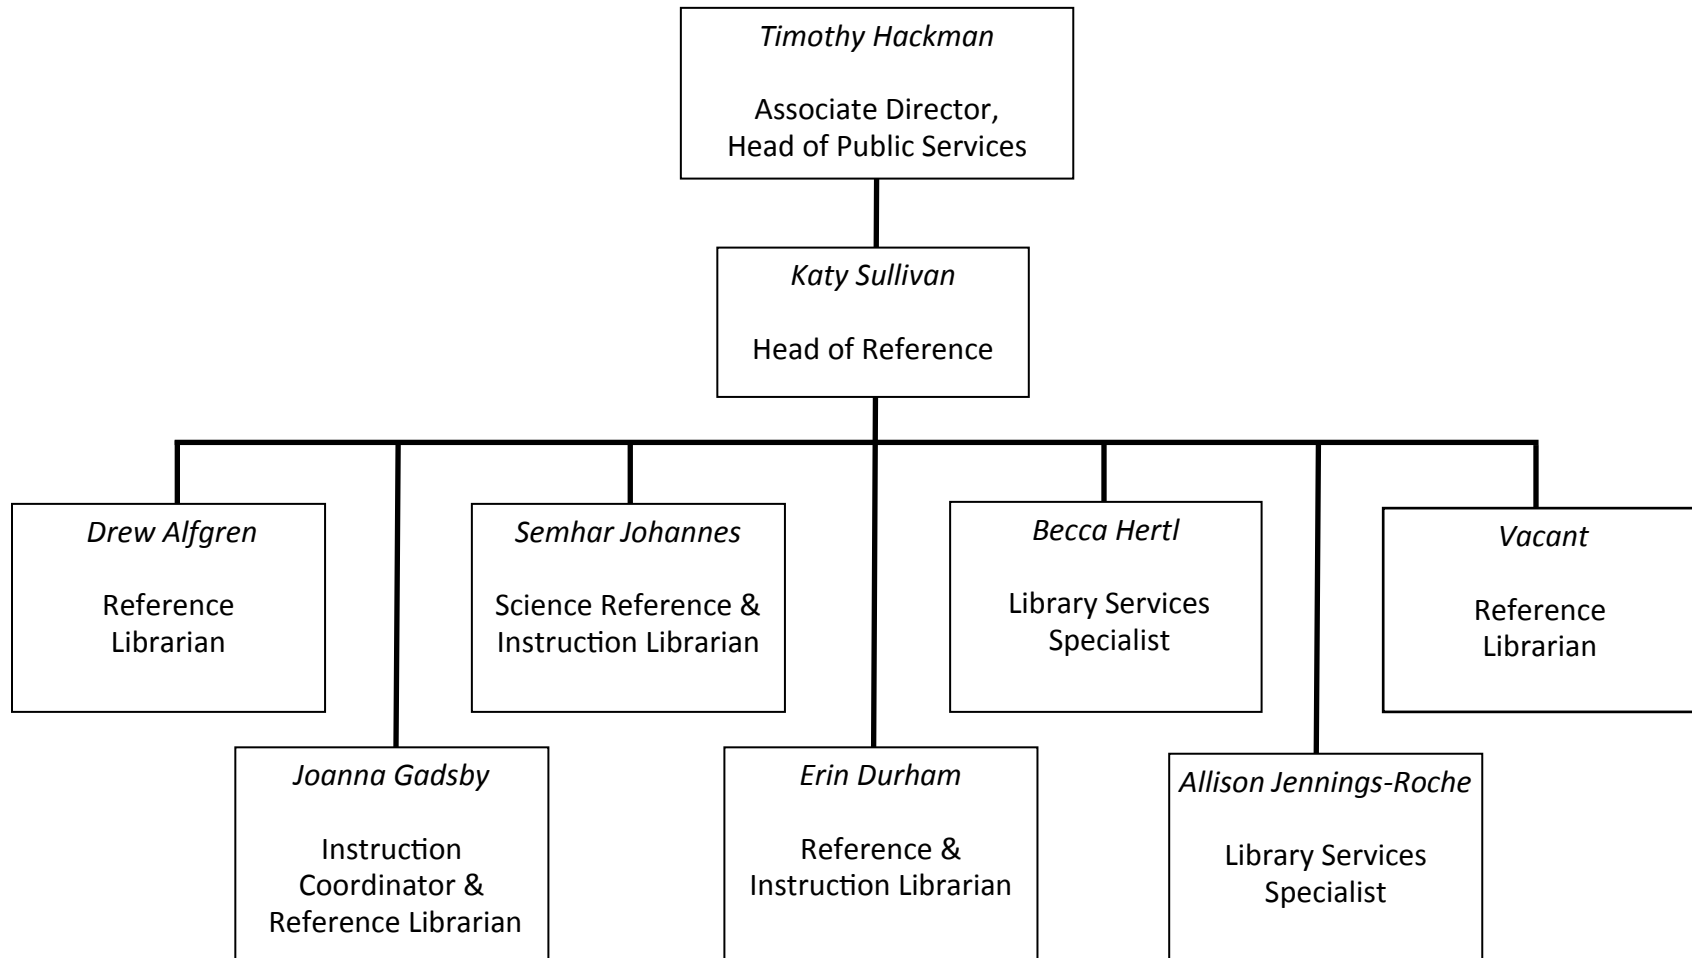 Timothy Hackman
Associate Director,
Head of Public Services
Katy Sullivan
Head of Reference
Drew Alfgren
Reference
Librarian
Semhar Johannes
Science Reference &
Instruction Librarian
Becca Hertl
Library Services
Specialist
Vacant
Reference
Librarian
Joanna Gadsby
Instruction
Coordinator &
Reference Librarian
Erin Durham
Reference &
Instruction Librarian
Allison Jennings-Roche
Library Services
Specialist